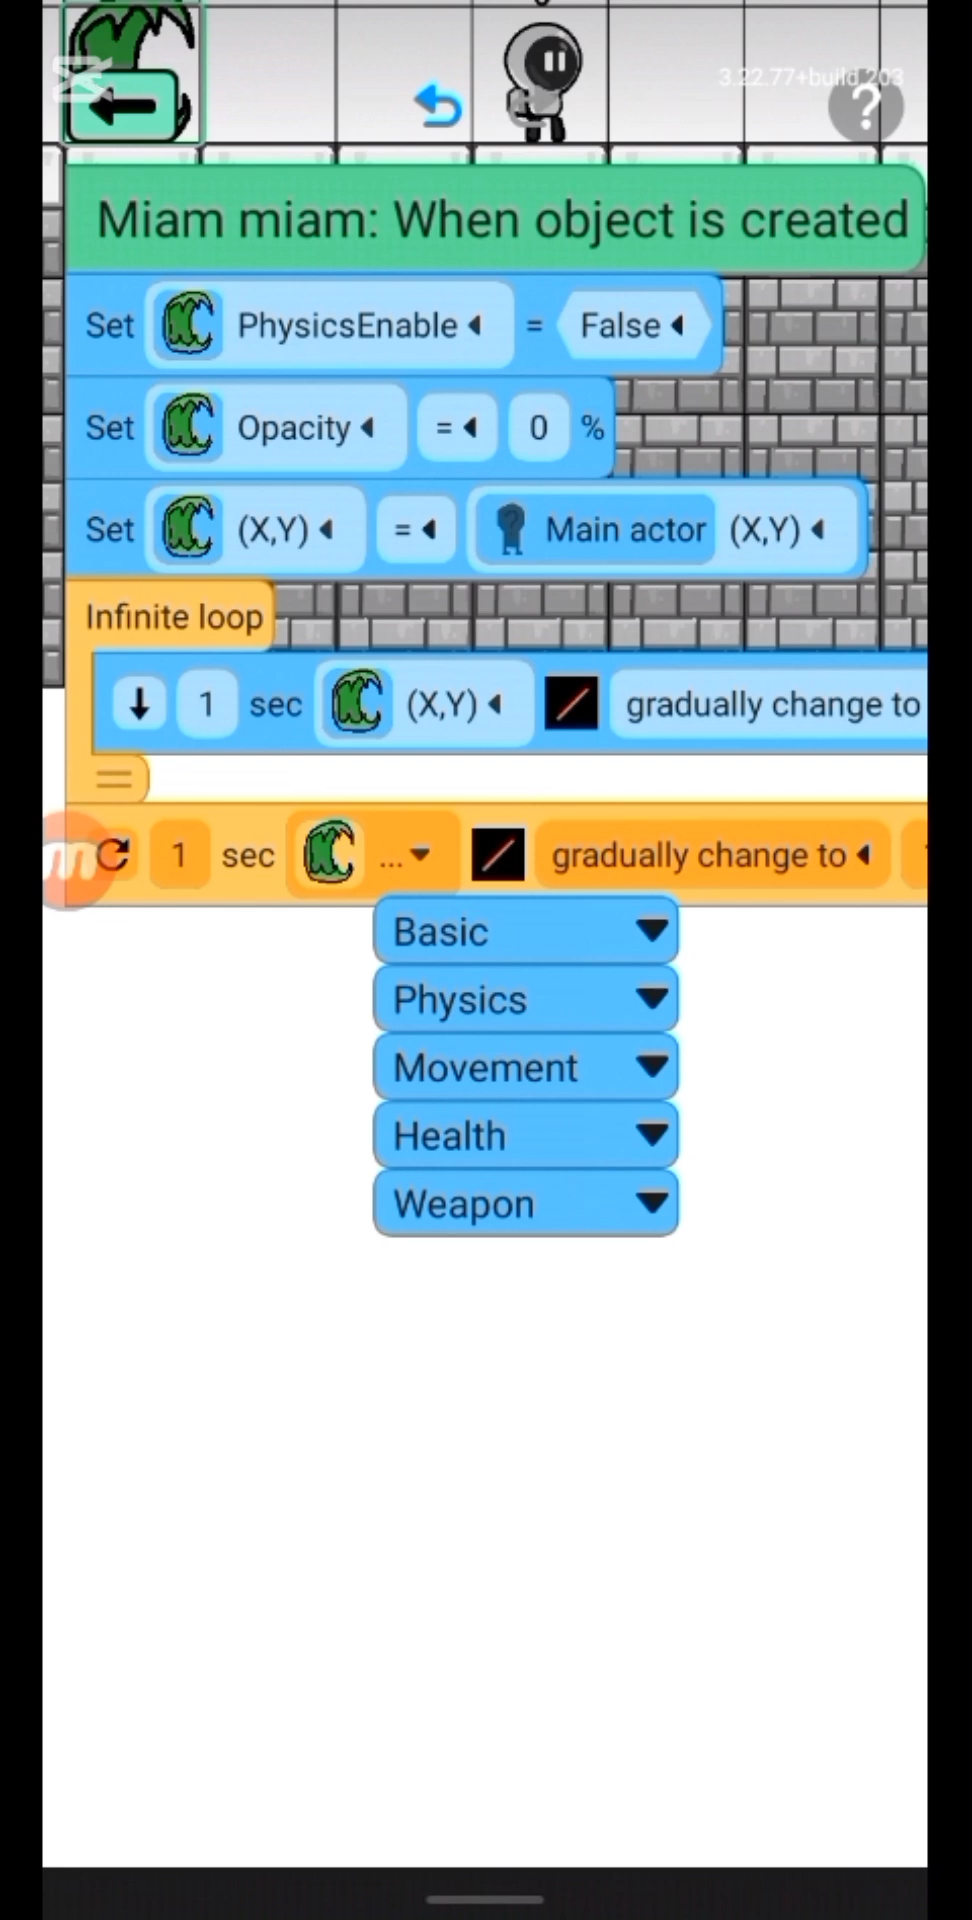 3.22.77+build 203
?
Miam miam: When object is created
Set PhysicsEnable = False
Set Opacity = 0 %
Set (X,Y) = Main actor (X,Y)
Infinite loop
1 sec (X,Y) gradually change to
1 sec ... gradually change to
Basic
Physics
Movement
Health
Weapon